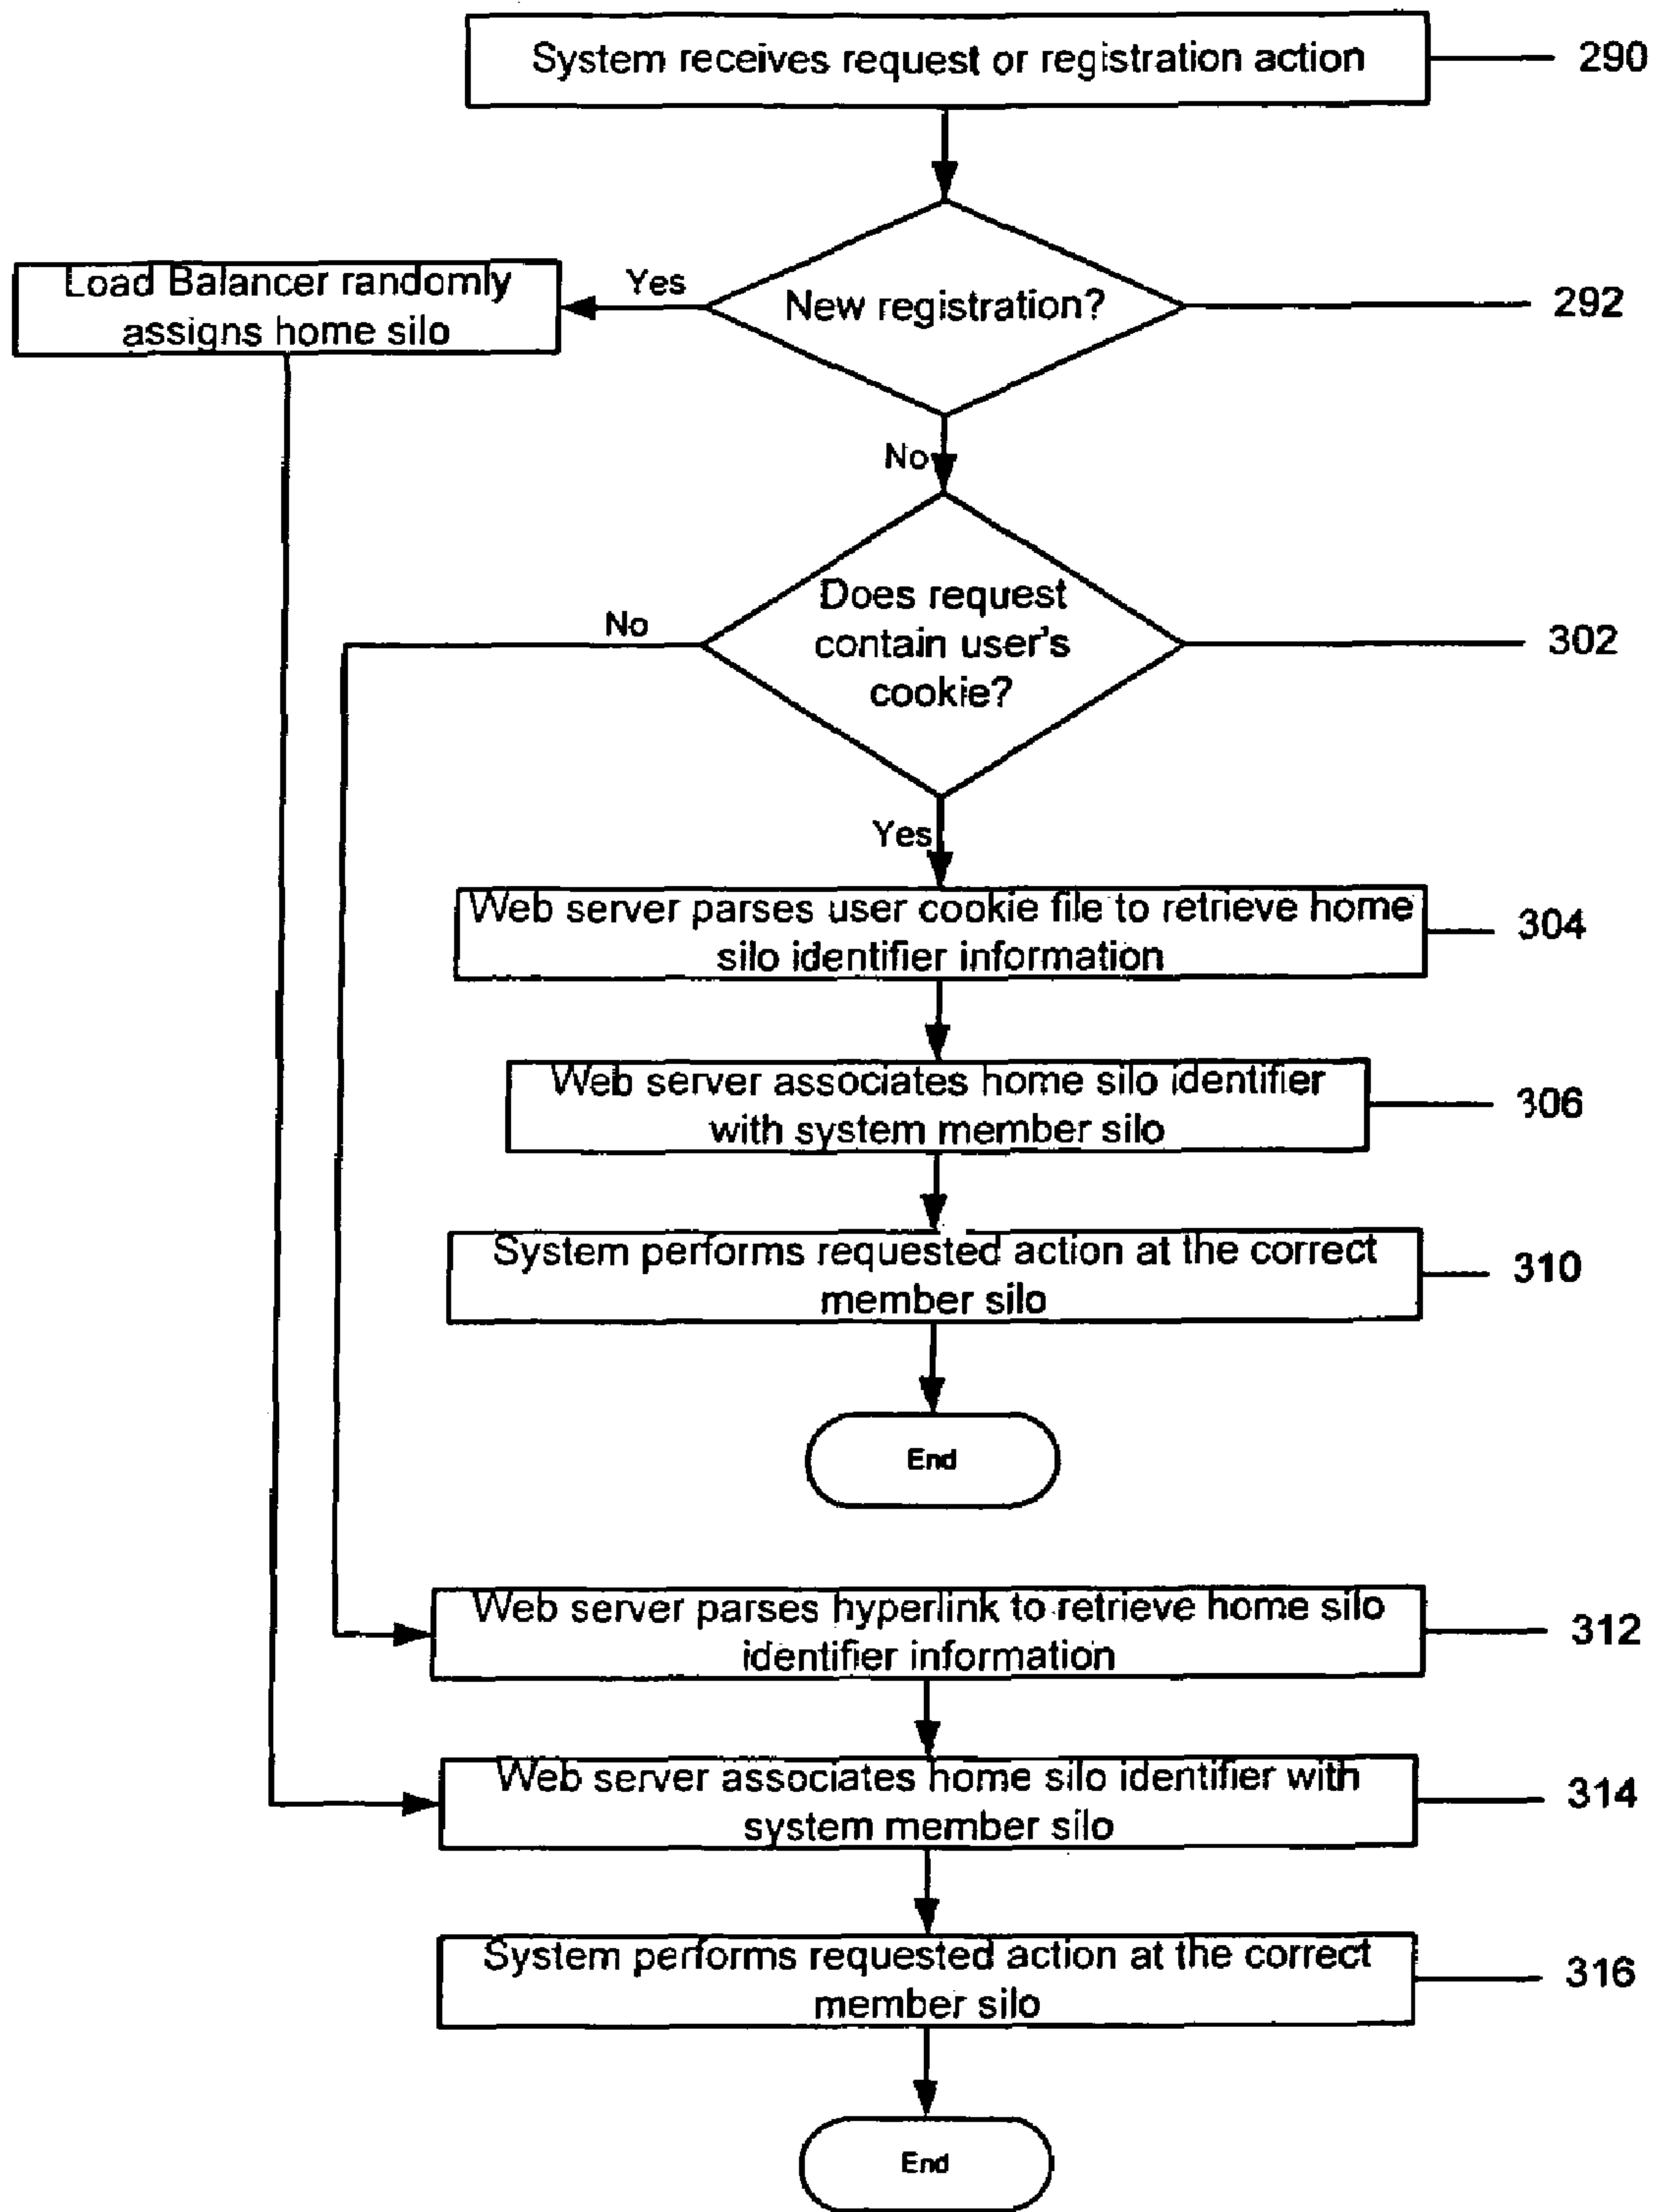 System receives request or registration action
290
Load Balancer randomly
assigns home silo
Yes
New registration?
292
No
Does request
contain user's
cookie?
No
302
Yes
Web server parses user cookie file to retrieve home
silo identifier information
304
Web server associates home silo identifier
with system member silo
306
System performs requested action at the correct
member silo
310
End
Web server parses hyperlink to retrieve home silo
identifier information
312
Web server associates home silo identifier with
system member silo
314
System performs requested action at the correct
member silo
316
End